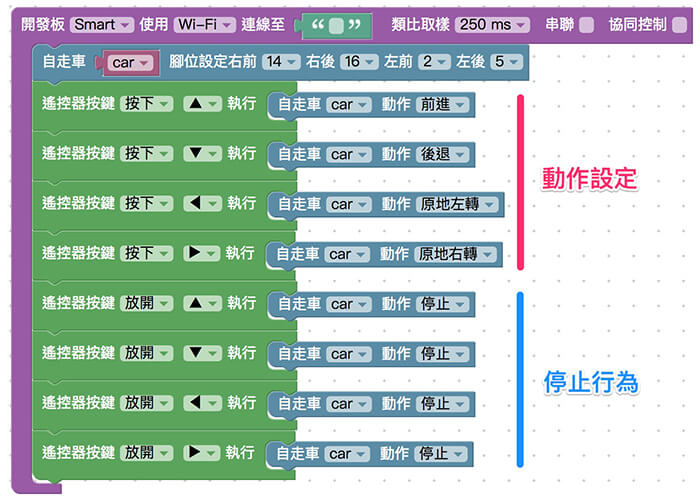 開發板 Smart 使用 Wi-Fi 連線至 “ ” 類比取樣 250 ms 串聯 協同控制
自走車 car 腳位設定右前 14 右後 16 左前 2 左後 5
遙控器按鍵 按下 ▲ 執行 自走車 car 動作 前進
遙控器按鍵 按下 ▼ 執行 自走車 car 動作 後退
動作設定
遙控器按鍵 按下 ◀ 執行 自走車 car 動作 原地左轉
遙控器按鍵 按下 ▶ 執行 自走車 car 動作 原地右轉
遙控器按鍵 放開 ▲ 執行 自走車 car 動作 停止
遙控器按鍵 放開 ▼ 執行 自走車 car 動作 停止
停止行為
遙控器按鍵 放開 ◀ 執行 自走車 car 動作 停止
遙控器按鍵 放開 ▶ 執行 自走車 car 動作 停止